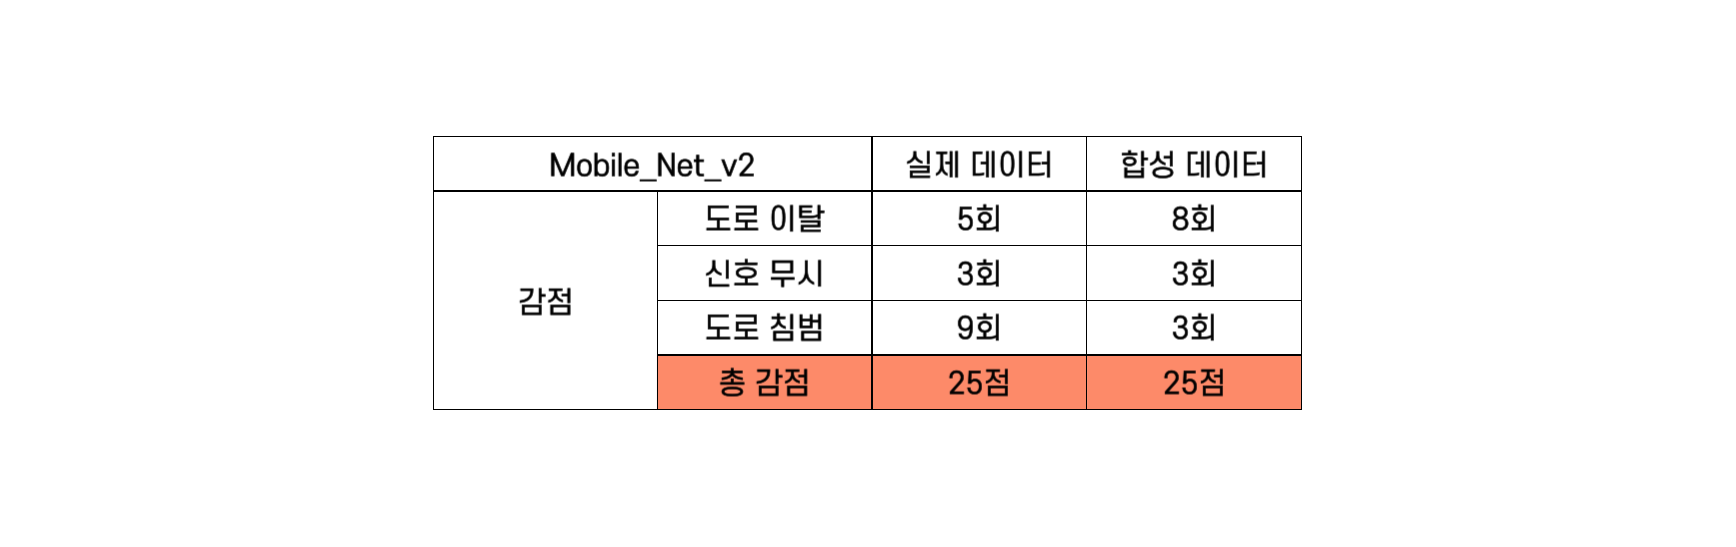 Mobile_Net_v2 실제 데이터 합성 데이터
감점
도로 이탈 5회 8회
신호 무시 3회 3회
도로 침범 9회 3회
총 감점 25점 25점